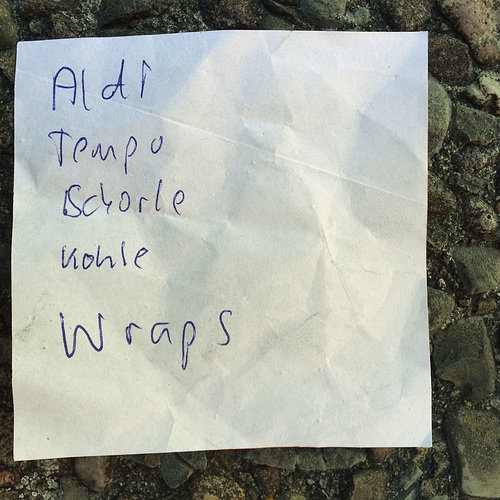 Aldi
Tempo
Schorle
Kohle
Wraps